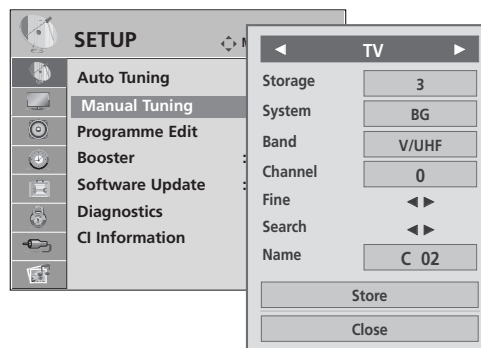 SETUP
Auto Tuning
Manual Tuning
Programme Edit
Booster :
Software Update :
Diagnostics
CI Information
◄ TV ►
Storage 3
System BG
Band V/UHF
Channel 0
Fine ◄ ►
Search ◄ ►
Name C 02
Store
Close